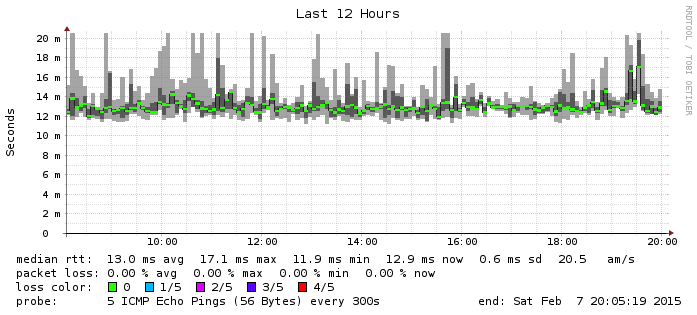 Last 12 Hours
RRDTOOL / TOBI OETIKER
Seconds
20 m
18 m
16 m
14 m
12 m
10 m
8 m
6 m
4 m
2 m
0
10:00 12:00 14:00 16:00 18:00 20:00
median rtt: 13.0 ms avg 17.1 ms max 11.9 ms min 12.9 ms now 0.6 ms sd 20.5 am/s
packet loss: 0.00 % avg 0.00 % max 0.00 % min 0.00 % now
loss color: 0 1/5 2/5 3/5 4/5
probe: 5 ICMP Echo Pings (56 Bytes) every 300s end: Sat Feb 7 20:05:19 2015